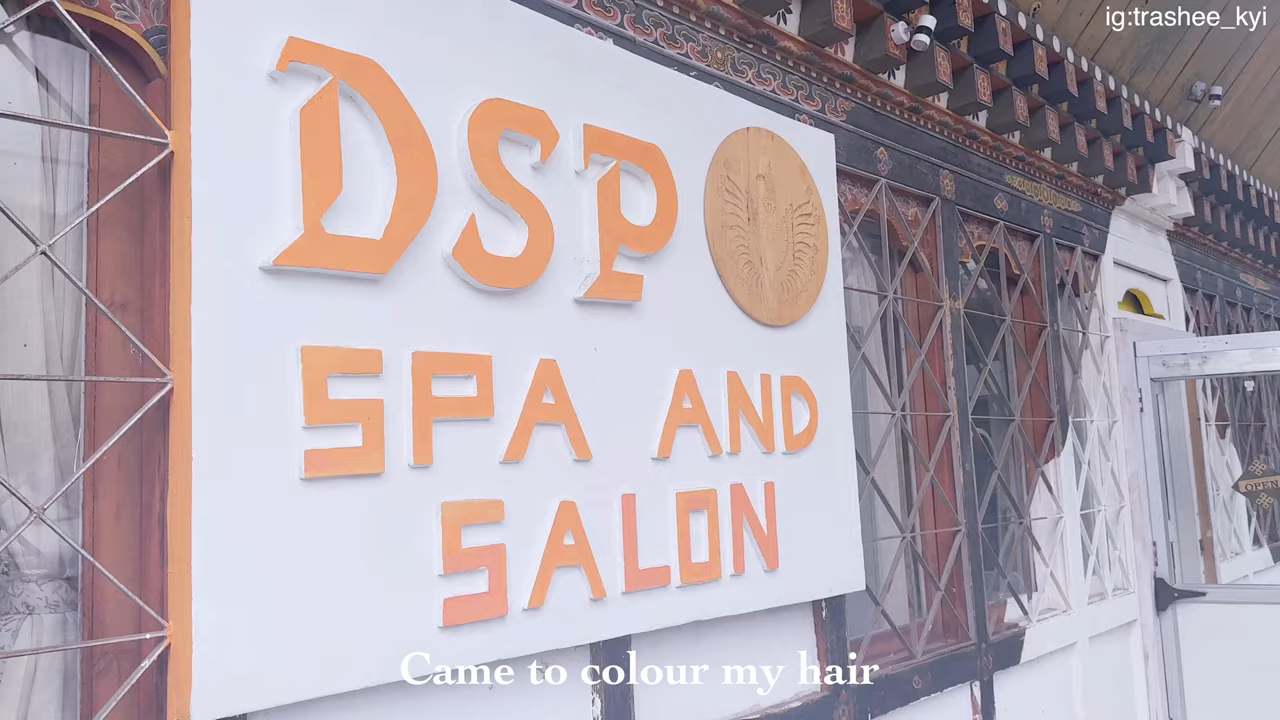 ig:trashee_kyi
DSP
SPA AND
SALON
OPEN
Came to colour my hair